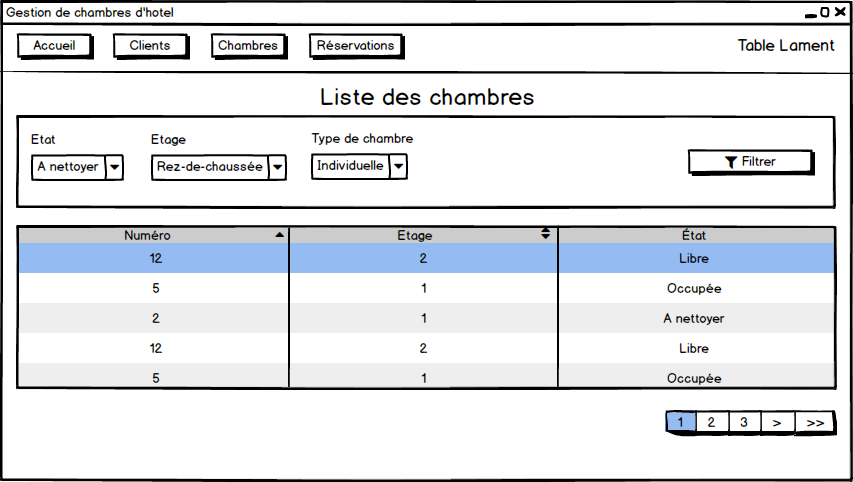 Gestion de chambres d'hotel
Accueil Clients Chambres Réservations Table Lament
Liste des chambres
Etat Etage Type de chambre
A nettoyer Rez-de-chaussée Individuelle Filtrer
Numéro Etage État
12 2 Libre
5 1 Occupée
2 1 A nettoyer
12 2 Libre
5 1 Occupée
1 2 3 > >>